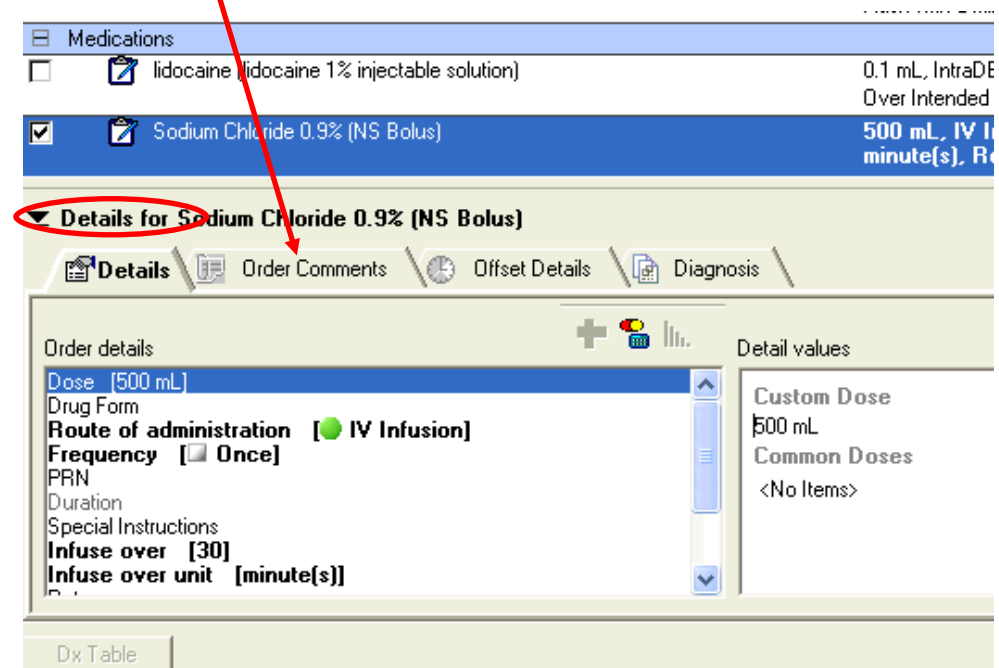 Medications
lidocaine (lidocaine 1% injectable solution)
0.1 mL, IntraDE
Over Intended
Sodium Chloride 0.9% (NS Bolus)
500 mL, IV I
minute(s), R
Details for Sodium Chloride 0.9% (NS Bolus)
Details
Order Comments
Offset Details
Diagnosis
Order details
Detail values
Dose [500 mL]
Drug Form
Route of administration [IV Infusion]
Frequency [Once]
PRN
Duration
Special Instructions
Infuse over [30]
Infuse over unit [minute(s)]
Custom Dose
500 mL
Common Doses
<No Items>
Dx Table